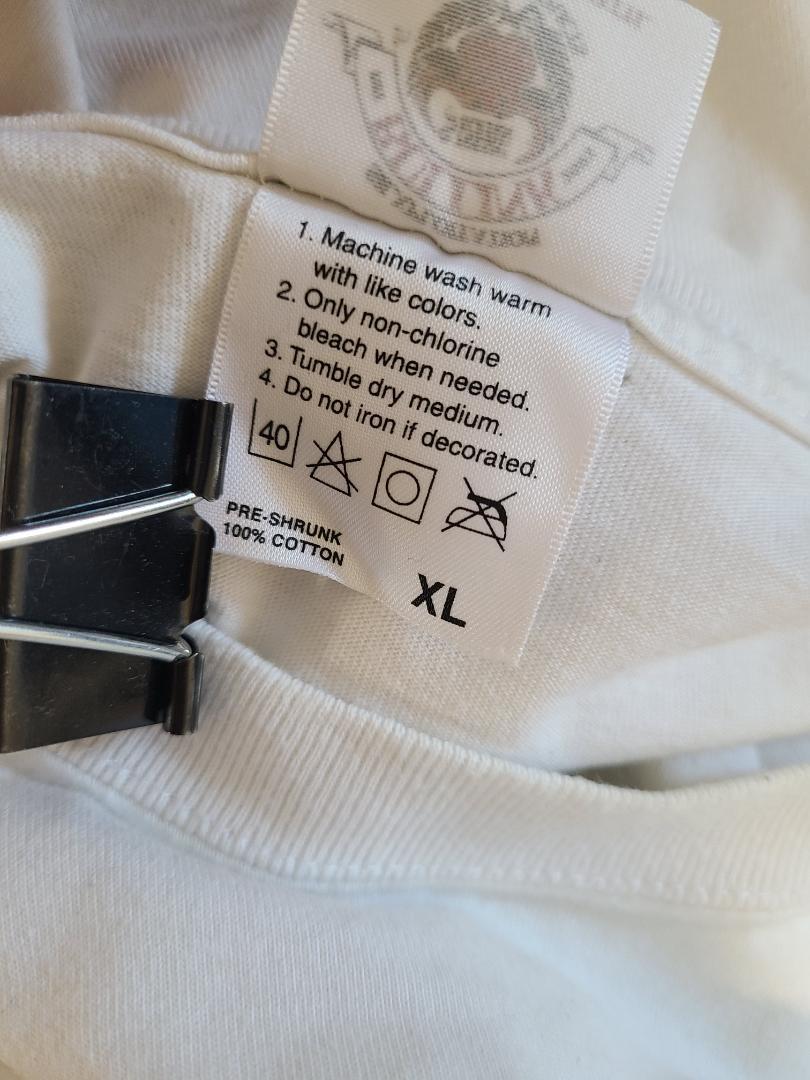 1. Machine wash warm
with like colors.
2. Only non-chlorine
bleach when needed.
3. Tumble dry medium.
4. Do not iron if decorated.
40
PRE-SHRUNK
100% COTTON
XL